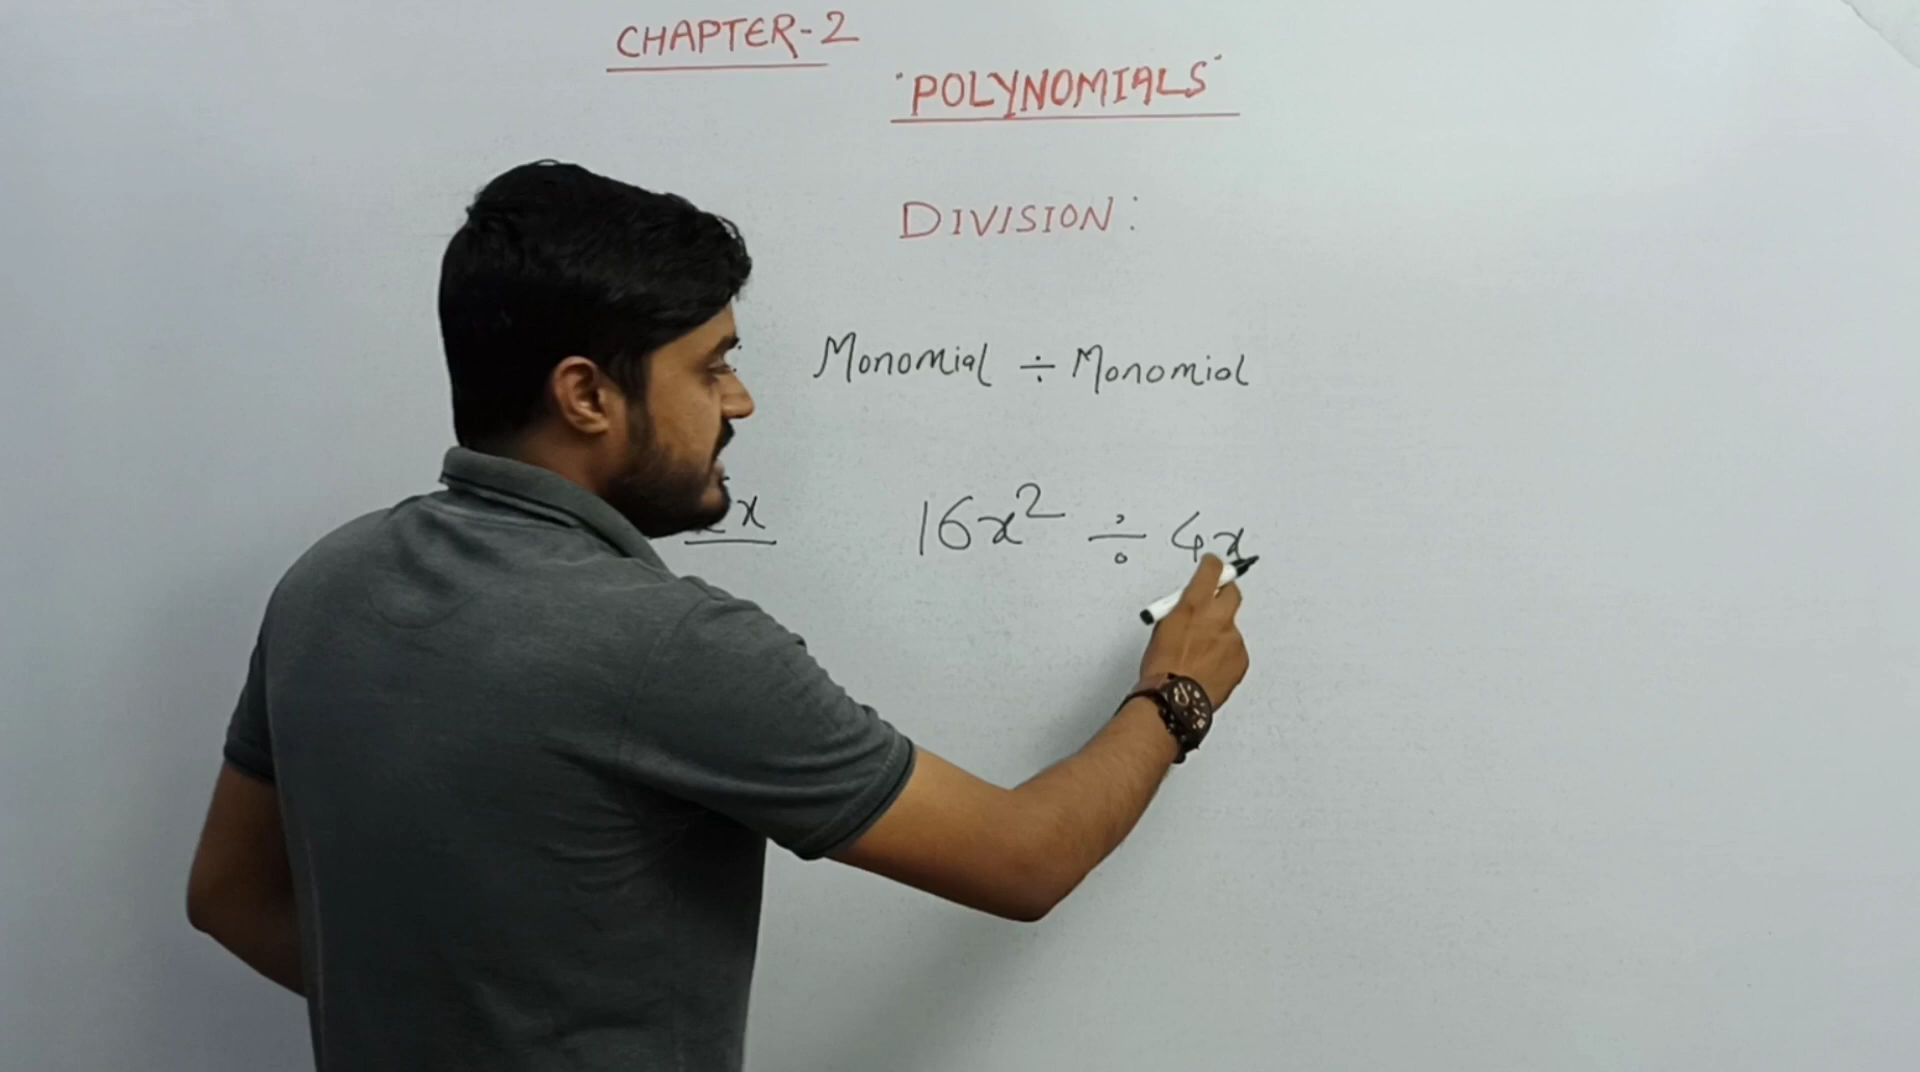 CHAPTER-2
"POLYNOMIALS"
DIVISION:
Monomial ÷ Monomial
x 16x² ÷ 4x